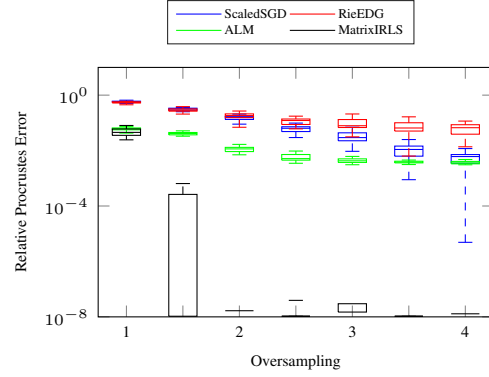 ScaledSGD RieEDG
ALM MatrixIRLS
Relative Procrustes Error
10^0
10^−4
10^−8
1 2 3 4
Oversampling